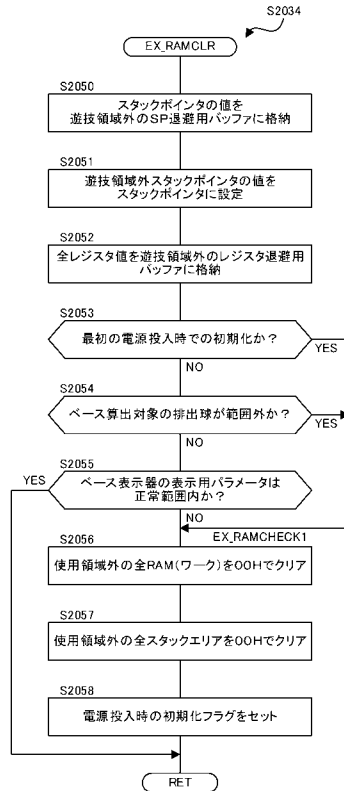 S2034
EX_RAMCLR
S2050
スタックポインタの値を
遊技領域外のSP退避用バッファに格納
S2051
遊技領域外スタックポインタの値を
スタックポインタに設定
S2052
全レジスタ値を遊技領域外のレジスタ退避用
バッファに格納
S2053
最初の電源投入時での初期化か？
YES
NO
S2054
ベース算出対象の排出球が範囲外か？
YES
NO
S2055
YES
ベース表示器の表示用パラメータは
正常範囲内か？
NO
EX_RAMCHECK1
S2056
使用領域外の全RAM(ワーク)を00Hでクリア
S2057
使用領域外の全スタックエリアを00Hでクリア
S2058
電源投入時の初期化フラグをセット
RET